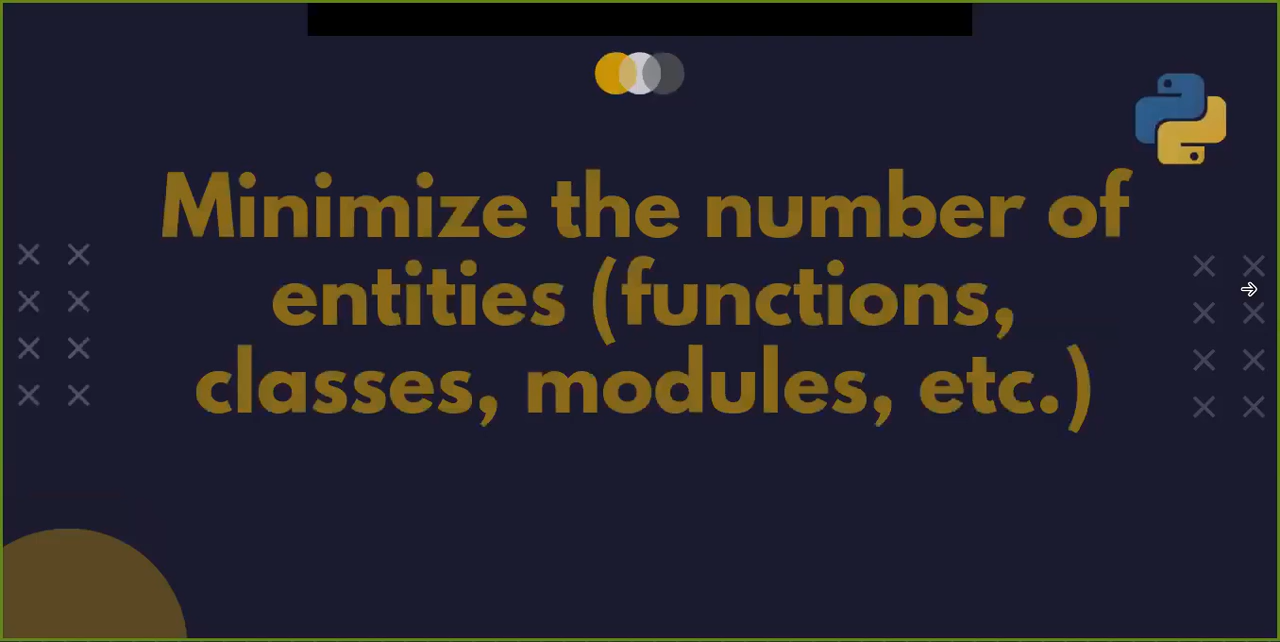 Minimize the number of
entities (functions,
classes, modules, etc.)